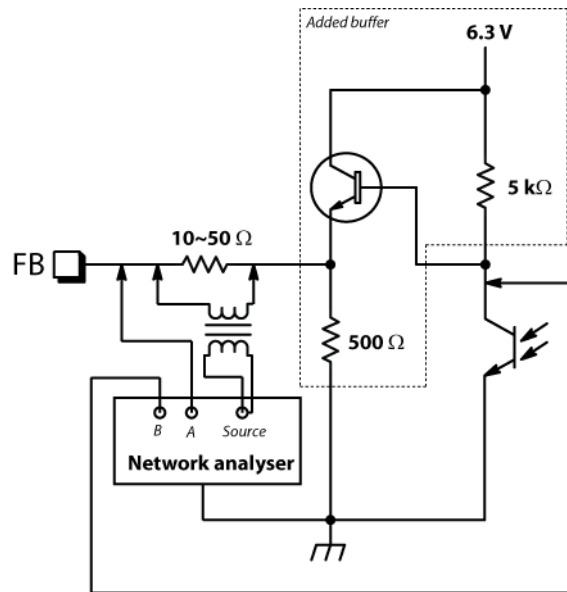 Added buffer
6.3 V
5 kΩ
10~50 Ω
FB
500 Ω
B
A
Source
Network analyser